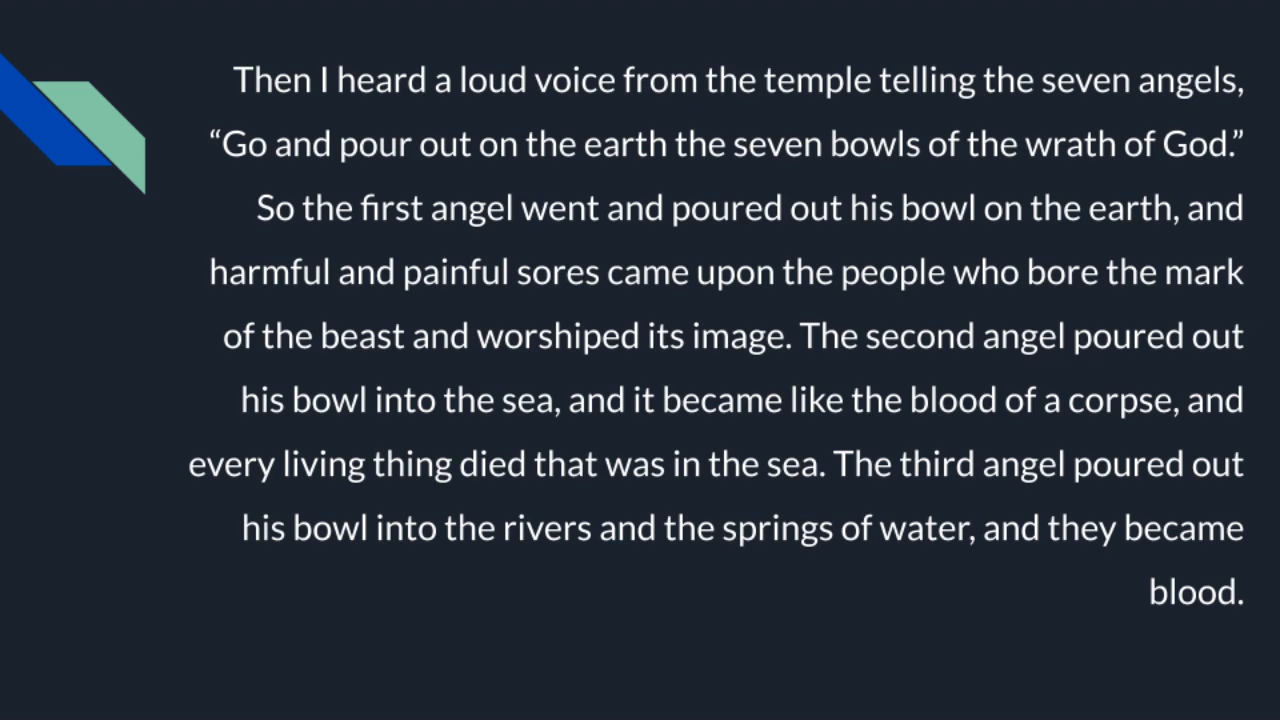 Then I heard a loud voice from the temple telling the seven angels,
“Go and pour out on the earth the seven bowls of the wrath of God.”
So the first angel went and poured out his bowl on the earth, and
harmful and painful sores came upon the people who bore the mark
of the beast and worshiped its image. The second angel poured out
his bowl into the sea, and it became like the blood of a corpse, and
every living thing died that was in the sea. The third angel poured out
his bowl into the rivers and the springs of water, and they became
blood.